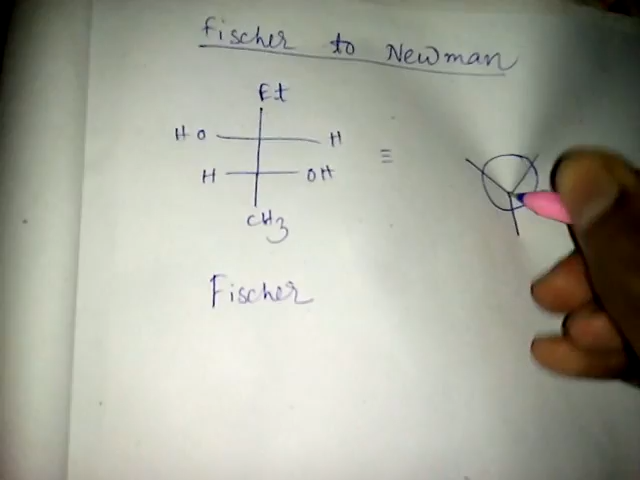 Fischer to Newman
Et
HO H
≡
H OH
CH3
Fischer